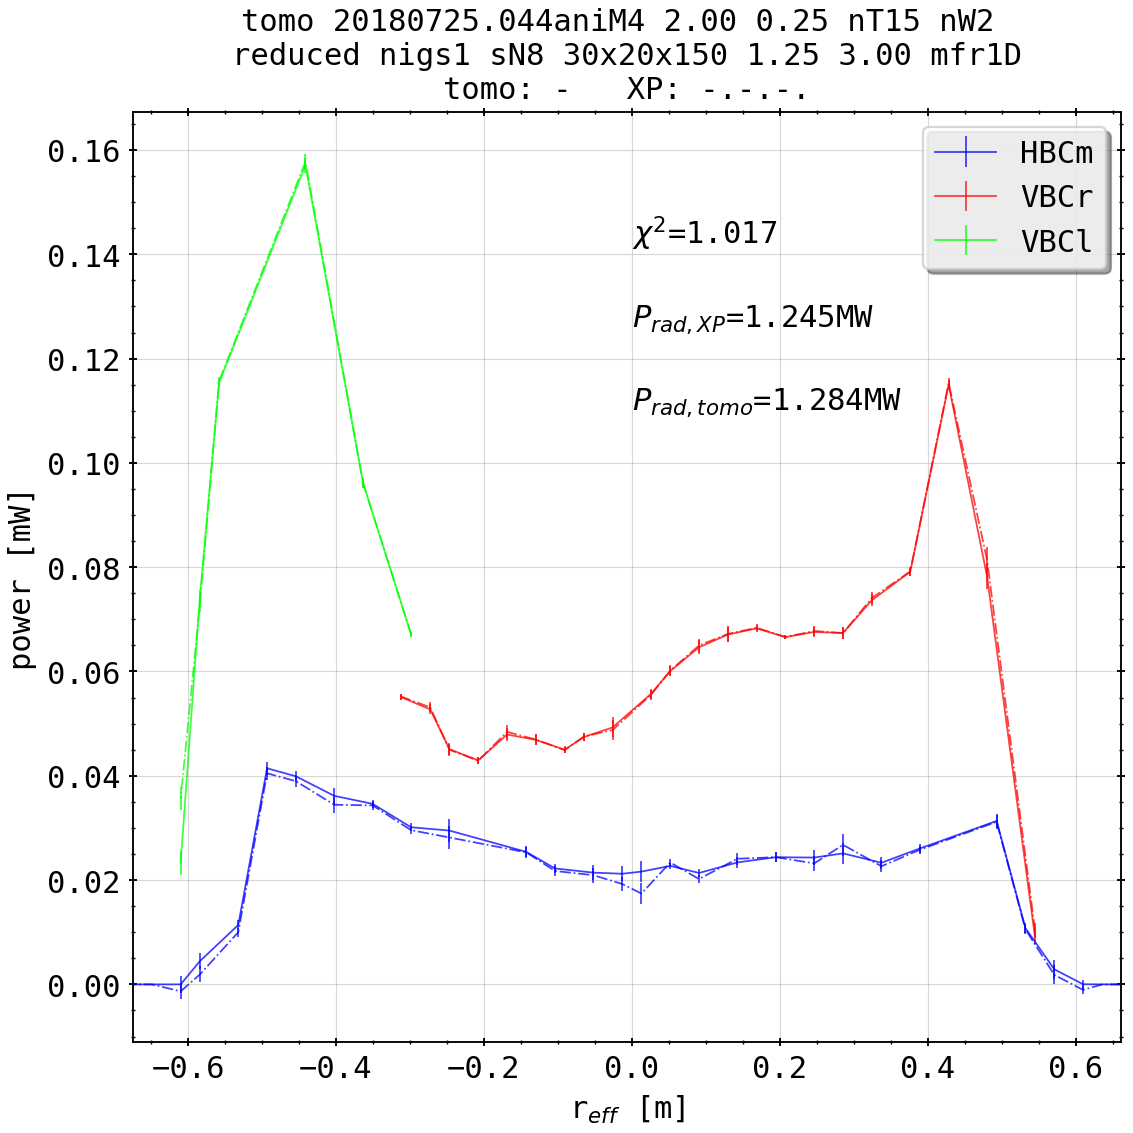 tomo 20180725.044aniM4 2.00 0.25 nT15 nW2
reduced nigs1 sN8 30x20x150 1.25 3.00 mfr1D
tomo: -   XP: -.-.-.
HBCm
VBCr
VBCl
χ²=1.017
P_rad,XP=1.245MW
P_rad,tomo=1.284MW
power [mW]
0.16
0.14
0.12
0.10
0.08
0.06
0.04
0.02
0.00
−0.6 −0.4 −0.2 0.0 0.2 0.4 0.6
r_eff [m]